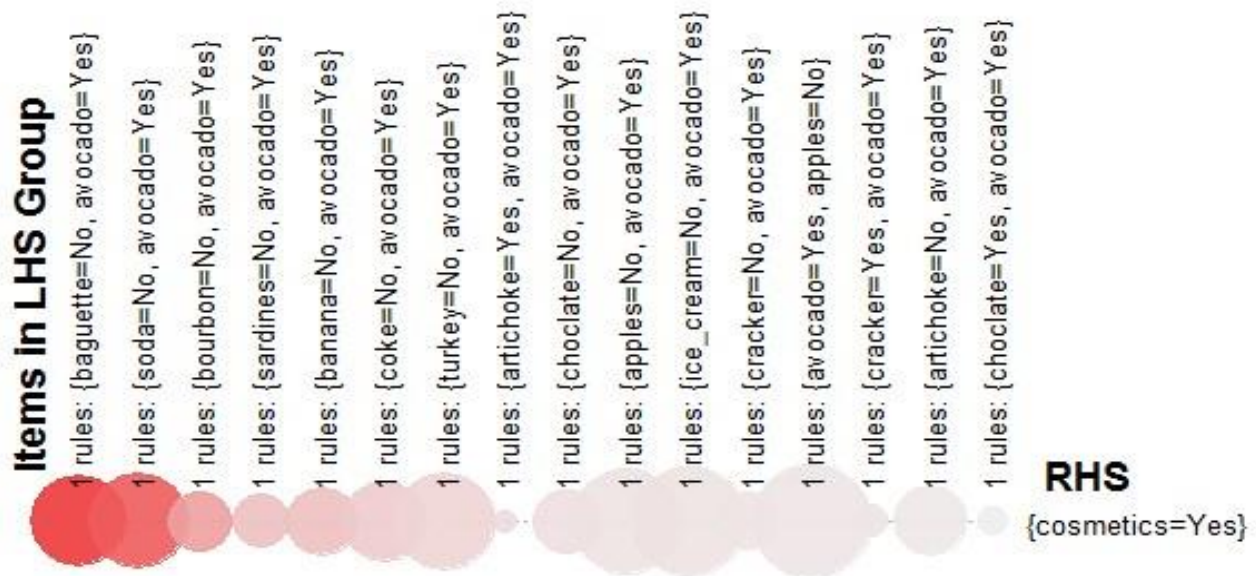 Items in LHS Group
1 rules: {baguette=No, avocado=Yes}
1 rules: {soda=No, avocado=Yes}
1 rules: {bourbon=No, avocado=Yes}
1 rules: {sardines=No, avocado=Yes}
1 rules: {banana=No, avocado=Yes}
1 rules: {coke=No, avocado=Yes}
1 rules: {turkey=No, avocado=Yes}
1 rules: {artichoke=Yes, avocado=Yes}
1 rules: {choclate=No, avocado=Yes}
1 rules: {apples=No, avocado=Yes}
1 rules: {ice_cream=No, avocado=Yes}
1 rules: {cracker=No, avocado=Yes}
1 rules: {avocado=Yes, apples=No}
1 rules: {cracker=Yes, avocado=Yes}
1 rules: {artichoke=No, avocado=Yes}
1 rules: {choclate=Yes, avocado=Yes}
RHS
{cosmetics=Yes}